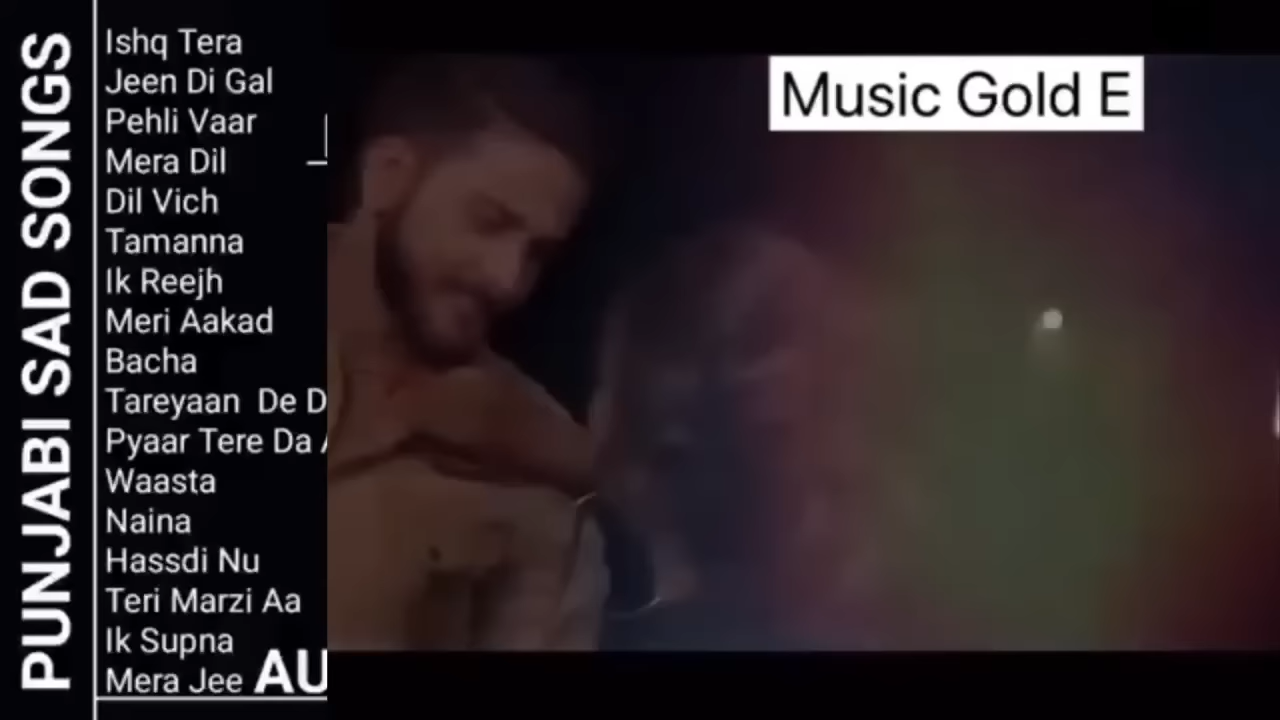 PUNJABI SAD SONGS
Ishq Tera
Jeen Di Gal
Pehli Vaar
Mera Dil
Dil Vich
Tamanna
Ik Reejh
Meri Aakad
Bacha
Tareyaan De D
Pyaar Tere Da
Waasta
Naina
Hassdi Nu
Teri Marzi Aa
Ik Supna
Mera Jee
AU
Music Gold E